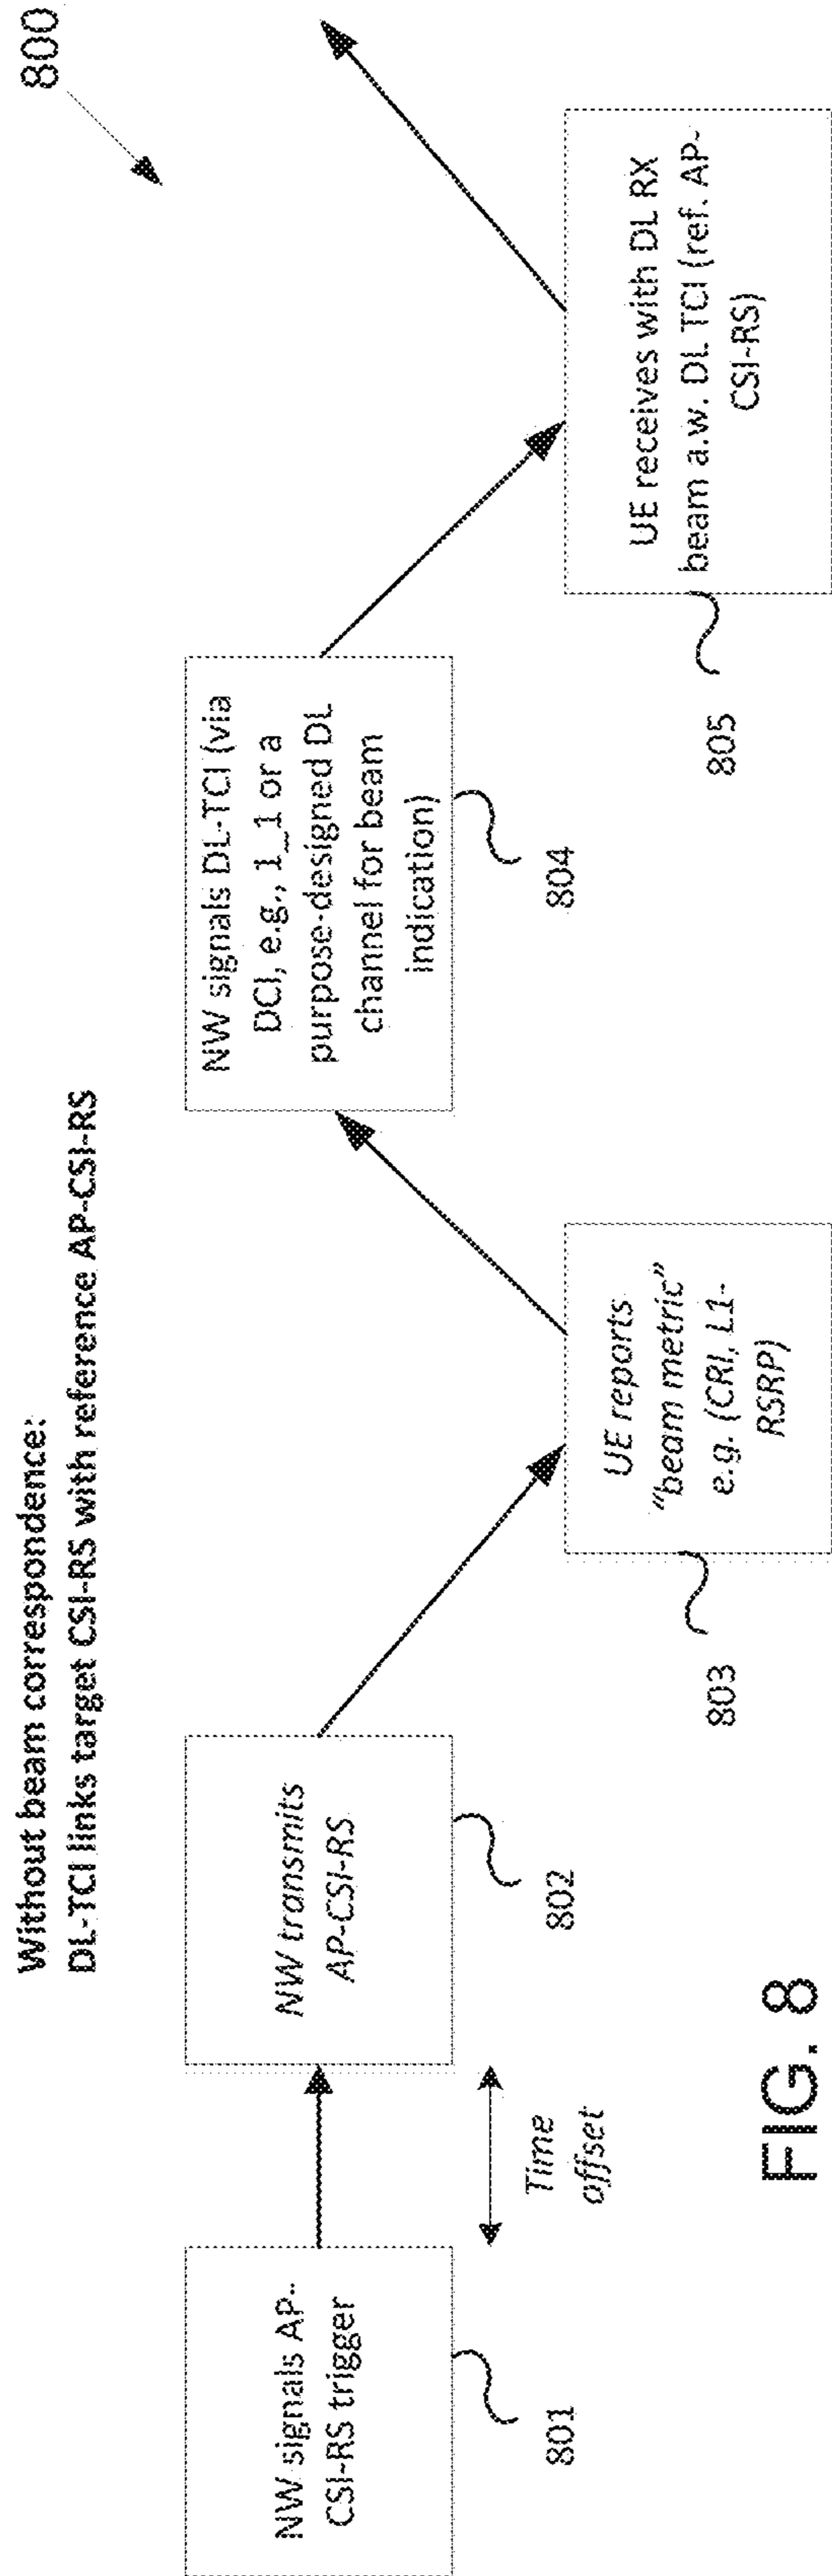 800
Without beam correspondence:
DL-TCI links target CSI-RS with reference AP-CSI-RS
NW signals AP-
CSI-RS trigger
801
Time
offset
NW transmits
AP-CSI-RS
802
UE reports
"beam metric"
e.g. (CRI, L1-
RSRP)
803
NW signals DL-TCI (via
DCI, e.g., 1_1 or a
purpose-designed DL
channel for beam
indication)
804
UE receives with DL RX
beam a.w. DL TCI (ref. AP-
CSI-RS)
805
FIG. 8